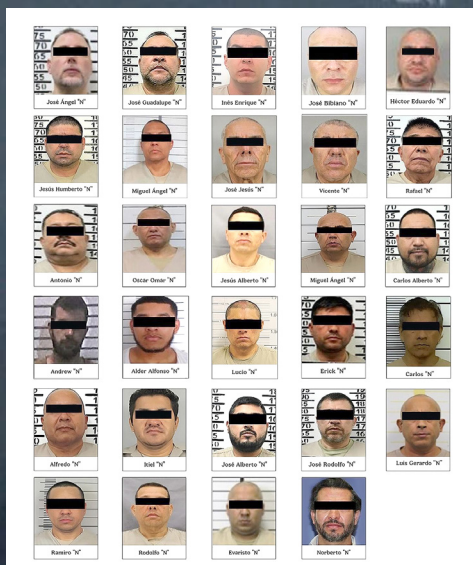 José Ángel "N"
José Guadalupe "N"
Inés Enrique "N"
José Bibiano "N"
Héctor Eduardo "N"
Jesús Humberto "N"
Miguel Ángel "N"
José Jesús "N"
Vicente "N"
Rafael "N"
Antonio "N"
Oscar Omar "N"
Jesús Alberto "N"
Miguel Ángel "N"
Carlos Alberto "N"
Andrew "N"
Alder Alfonso "N"
Lucio "N"
Erick "N"
Carlos "N"
Alfredo "N"
Itiel "N"
José Alberto "N"
José Rodolfo "N"
Luis Gerardo "N"
Ramiro "N"
Rodolfo "N"
Evaristo "N"
Norberto "N"